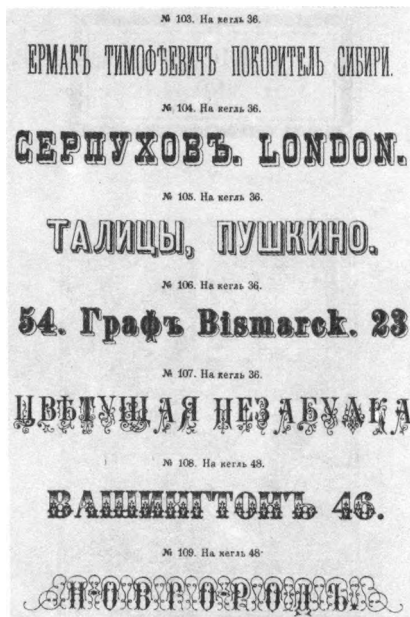 № 103. На кегль 36.
ЕРМАКЪ ТИМОФѢЕВИЧЪ ПОКОРИТЕЛЬ СИБИРИ.
№ 104. На кегль 36.
СЕРПУХОВЪ. LONDON.
№ 105. На кегль 36.
ТАЛИЦЫ, ПУШКИНО.
№ 106. На кегль 36.
54. Графъ Bismarck. 23
№ 107. На кегль 36.
ЦВѢТУЩАЯ НЕЗАБУДКА
№ 108. На кегль 48.
ВАШИНГТОНЪ 46.
№ 109. На кегль 48.
Н-О-В-Г-О-Р-О-Д-Ъ.